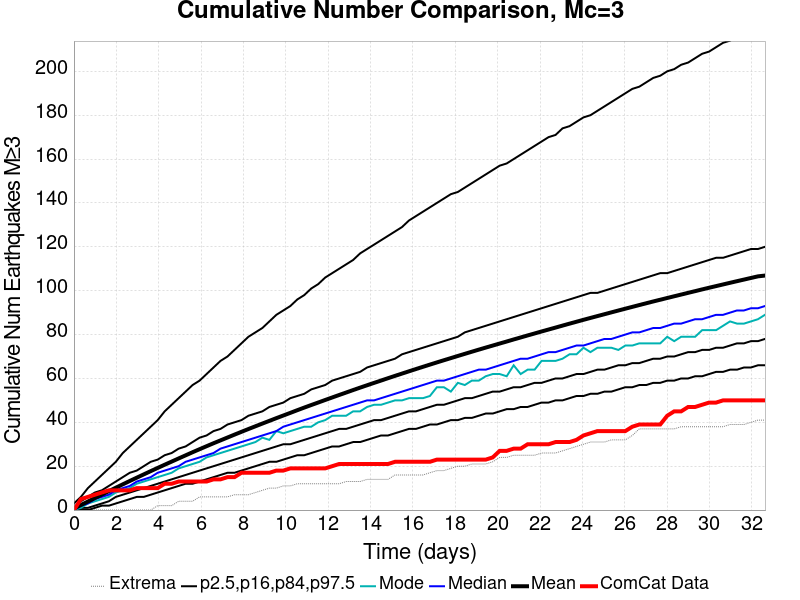 Cumulative Number Comparison, Mc=3
Cumulative Num Earthquakes M≥3
200
180
160
140
120
100
80
60
40
20
0
0 2 4 6 8 10 12 14 16 18 20 22 24 26 28 30 32
Time (days)
Extrema p2.5,p16,p84,p97.5 Mode Median Mean ComCat Data